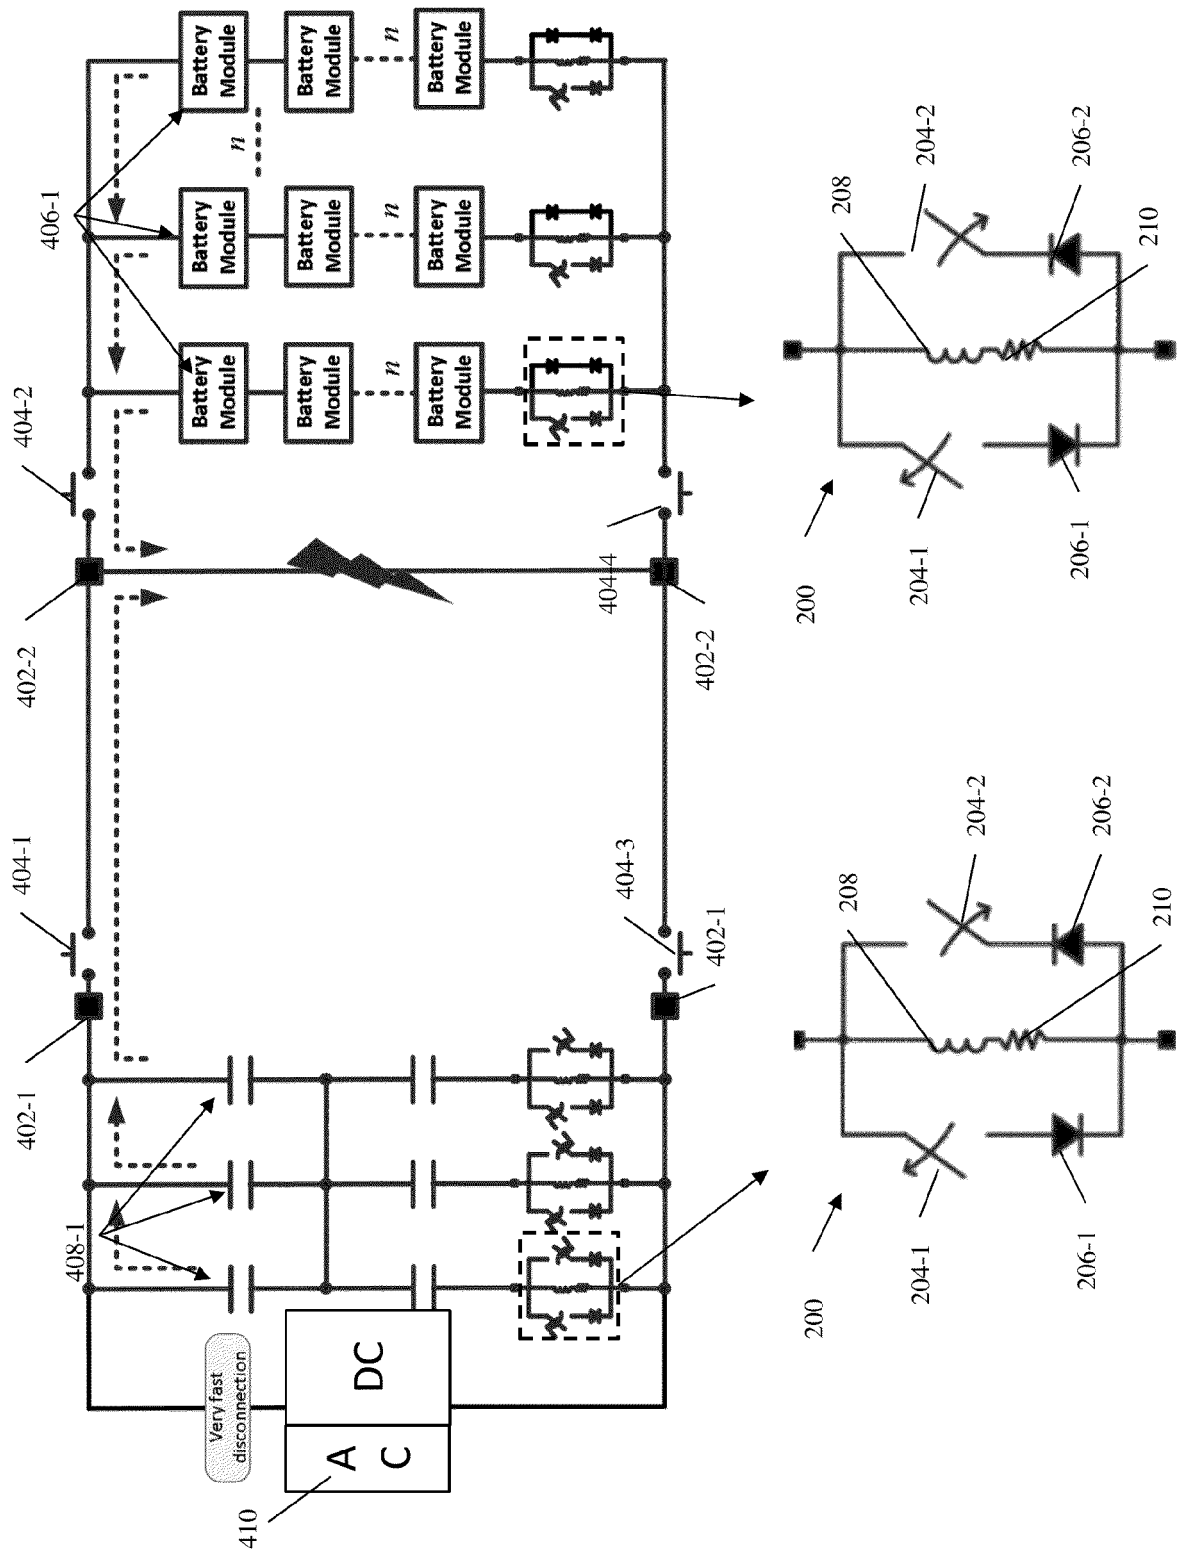 402-1
404-1
402-2
404-2
406-1
408-1
Very fast
disconnection
Battery
Module
Battery
Module
Battery
Module
n
410
A
C
DC
Battery
Module
Battery
Module
Battery
Module
n
n
n
Battery
Module
Battery
Module
Battery
Module
404-3
404-4
402-1
402-2
200
208
204-1
204-2
206-1
206-2
210
200
208
204-1
204-2
206-1
206-2
210